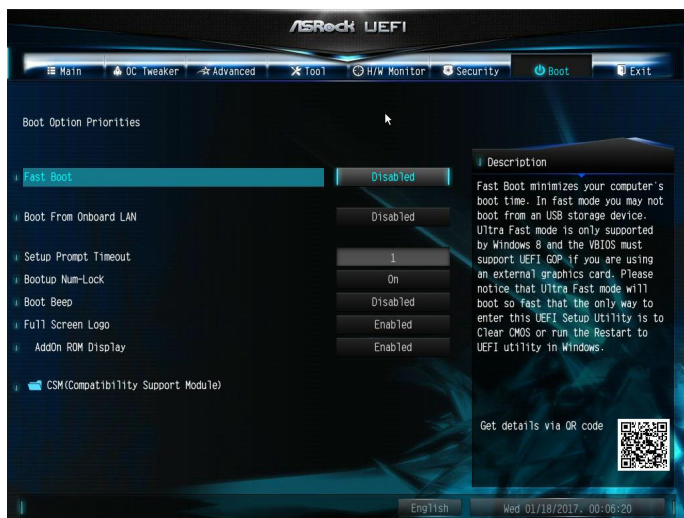 ASRock UEFI
Main OC Tweaker Advanced Tool H/W Monitor Security Boot Exit
Boot Option Priorities
Fast Boot Disabled
Boot From Onboard LAN Disabled
Setup Prompt Timeout 1
Bootup Num-Lock On
Boot Beep Disabled
Full Screen Logo Enabled
AddOn ROM Display Enabled
CSM(Compatibility Support Module)
Description
Fast Boot minimizes your computer's
boot time. In fast mode you may not
boot from an USB storage device.
Ultra Fast mode is only supported
by Windows 8 and the VBIOS must
support UEFI GOP if you are using
an external graphics card. Please
notice that Ultra Fast mode will
boot so fast that the only way to
enter this UEFI Setup Utility is to
Clear CMOS or run the Restart to
UEFI utility in Windows.
Get details via QR code
English
Wed 01/18/2017. 00:06:20